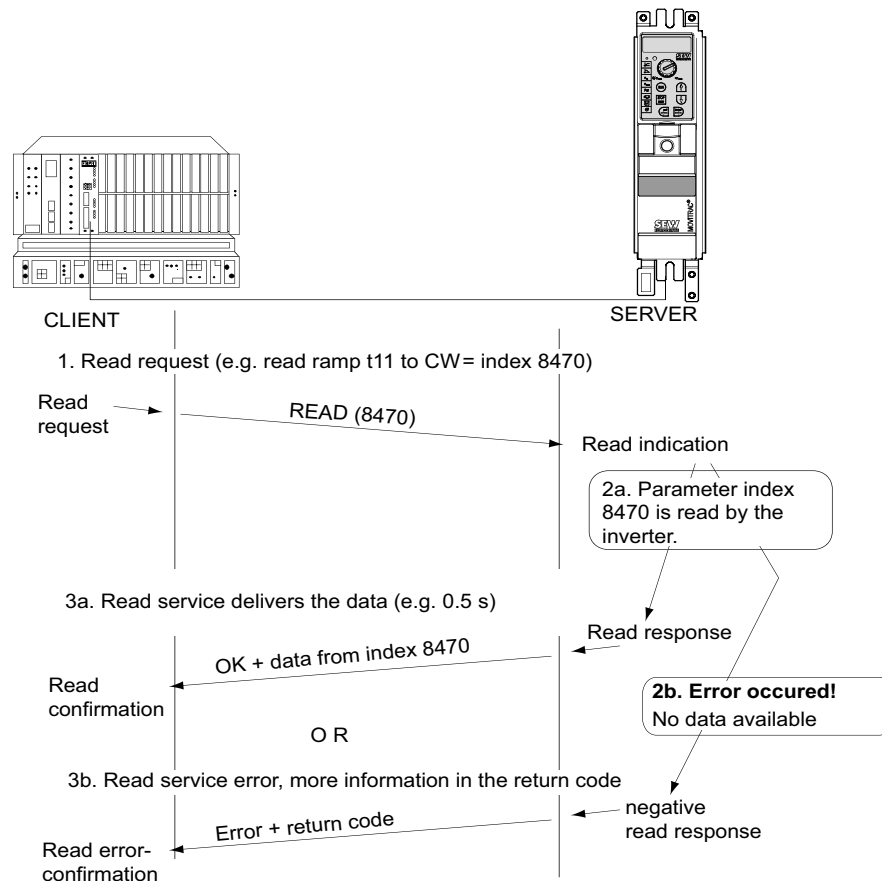 SEW
SEW
MOVITRAC®
CLIENT
SERVER
1. Read request (e.g. read ramp t11 to CW= index 8470)
Read
request
READ (8470)
Read indication
2a. Parameter index
8470 is read by the
inverter.
3a. Read service delivers the data (e.g. 0.5 s)
Read response
OK + data from index 8470
Read
confirmation
2b. Error occured!
No data available
O R
3b. Read service error, more information in the return code
negative
read response
Error + return code
Read error-
confirmation